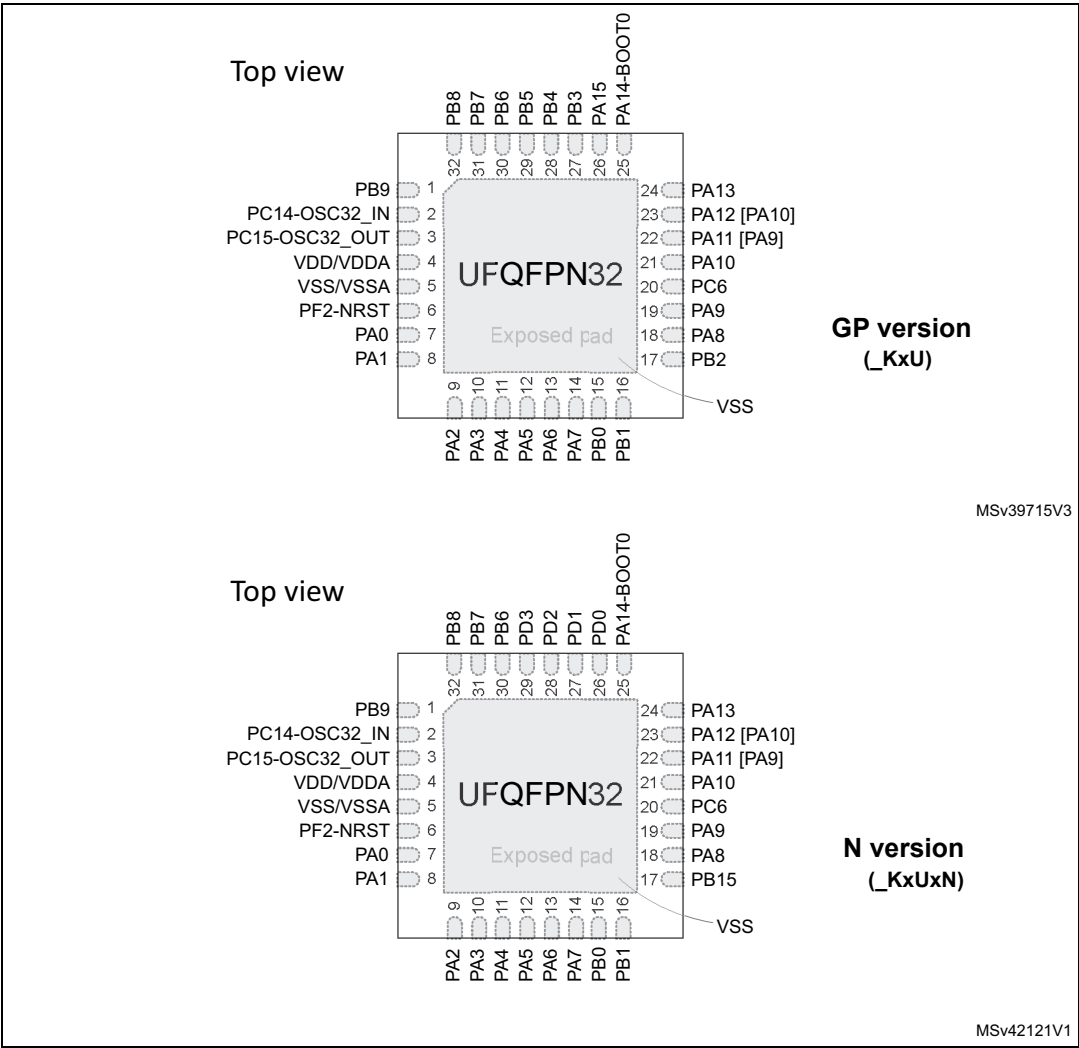 Top view
PB8
PB7
PB6
PB5
PB4
PB3
PA15
PA14-BOOT0
32
31
30
29
28
27
26
25
PB9 1
PC14-OSC32_IN 2
PC15-OSC32_OUT 3
VDD/VDDA 4
VSS/VSSA 5
PF2-NRST 6
PA0 7
PA1 8
UFQFPN32
Exposed pad
24 PA13
23 PA12 [PA10]
22 PA11 [PA9]
21 PA10
20 PC6
19 PA9
18 PA8
17 PB2
VSS
9
10
11
12
13
14
15
16
PA2
PA3
PA4
PA5
PA6
PA7
PB0
PB1
GP version
(_KxU)
MSv39715V3
Top view
PB8
PB7
PB6
PD3
PD2
PD1
PD0
PA14-BOOT0
32
31
30
29
28
27
26
25
PB9 1
PC14-OSC32_IN 2
PC15-OSC32_OUT 3
VDD/VDDA 4
VSS/VSSA 5
PF2-NRST 6
PA0 7
PA1 8
UFQFPN32
Exposed pad
24 PA13
23 PA12 [PA10]
22 PA11 [PA9]
21 PA10
20 PC6
19 PA9
18 PA8
17 PB15
VSS
9
10
11
12
13
14
15
16
PA2
PA3
PA4
PA5
PA6
PA7
PB0
PB1
N version
(_KxUxN)
MSv42121V1